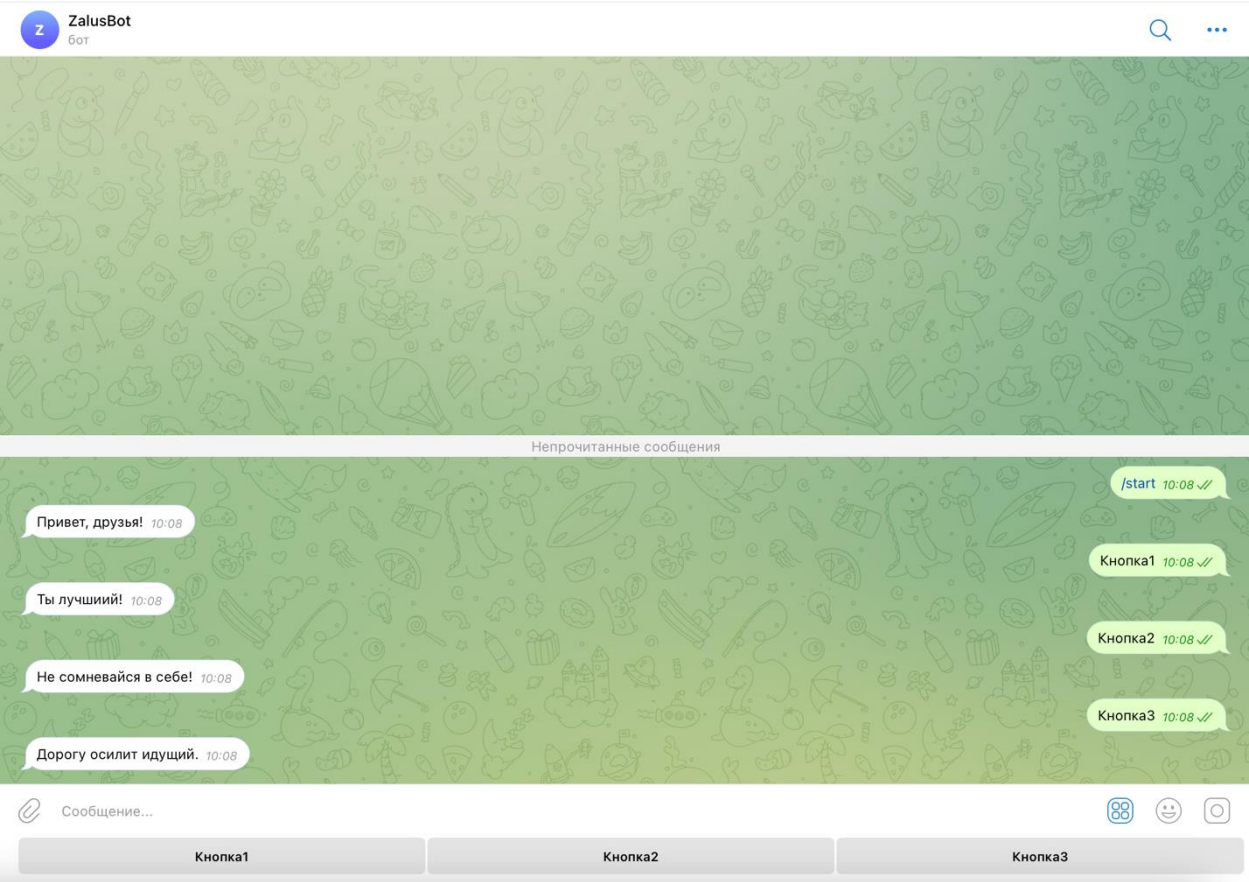 Z
ZalusBot
бот
Непрочитанные сообщения
/start 10:08
Привет, друзья! 10:08
Кнопка1 10:08
Ты лучшиий! 10:08
Кнопка2 10:08
Не сомневайся в себе! 10:08
Кнопка3 10:08
Дорогу осилит идущий. 10:08
Сообщение...
Кнопка1
Кнопка2
Кнопка3